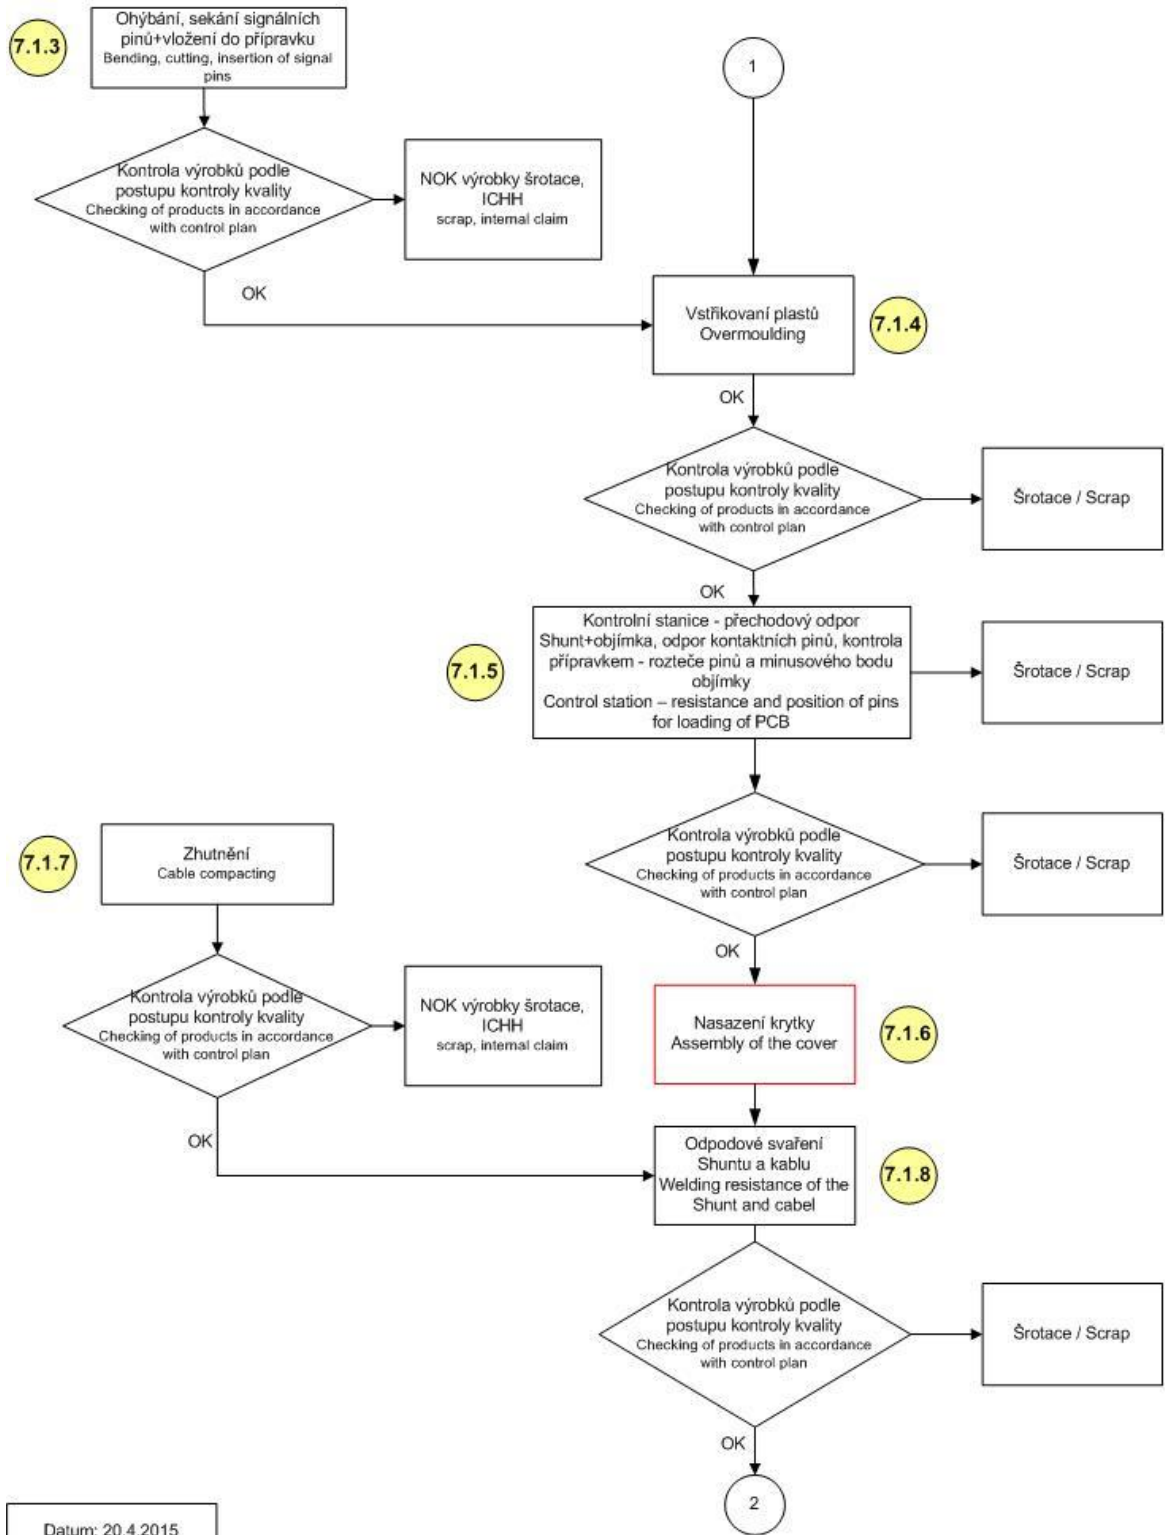 7.1.3
Ohýbání, sekání signálních
pinů+vložení do přípravku
Bending, cutting, insertion of signal
pins
1
Kontrola výrobků podle
postupu kontroly kvality
Checking of products in accordance
with control plan
NOK výrobky šrotace,
ICHH
scrap, internal claim
OK
Vstřikovaní plastů
Overmoulding
7.1.4
OK
Kontrola výrobků podle
postupu kontroly kvality
Checking of products in accordance
with control plan
Šrotace / Scrap
OK
7.1.5
Kontrolní stanice - přechodový odpor
Shunt+objímka, odpor kontaktních pinů, kontrola
přípravkem - rozteče pinů a minusového bodu
objímky
Control station – resistance and position of pins
for loading of PCB
Šrotace / Scrap
Kontrola výrobků podle
postupu kontroly kvality
Checking of products in accordance
with control plan
Šrotace / Scrap
OK
7.1.7
Zhutnění
Cable compacting
Kontrola výrobků podle
postupu kontroly kvality
Checking of products in accordance
with control plan
NOK výrobky šrotace,
ICHH
scrap, internal claim
OK
Nasazení krytky
Assembly of the cover
7.1.6
Odpodové svaření
Shuntu a kablu
Welding resistance of the
Shunt and cabel
7.1.8
Kontrola výrobků podle
postupu kontroly kvality
Checking of products in accordance
with control plan
Šrotace / Scrap
OK
2
Datum: 20.4.2015